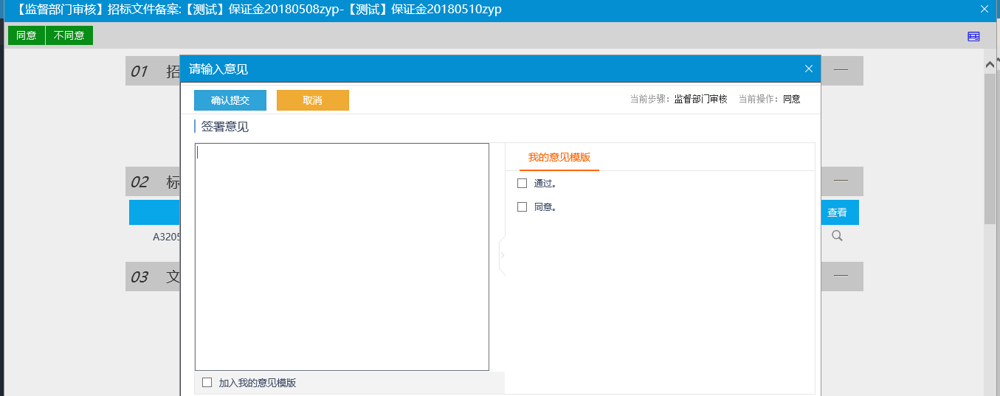 【监督部门审核】招标文件备案:【测试】保证金20180508zyp-【测试】保证金20180510zyp
同意 不同意
01 招
请输入意见
确认提交 取消 当前步骤：监督部门审核 当前操作：同意
签署意见
我的意见模版
02 标
通过。
同意。
查看
A3205
03 文
加入我的意见模版